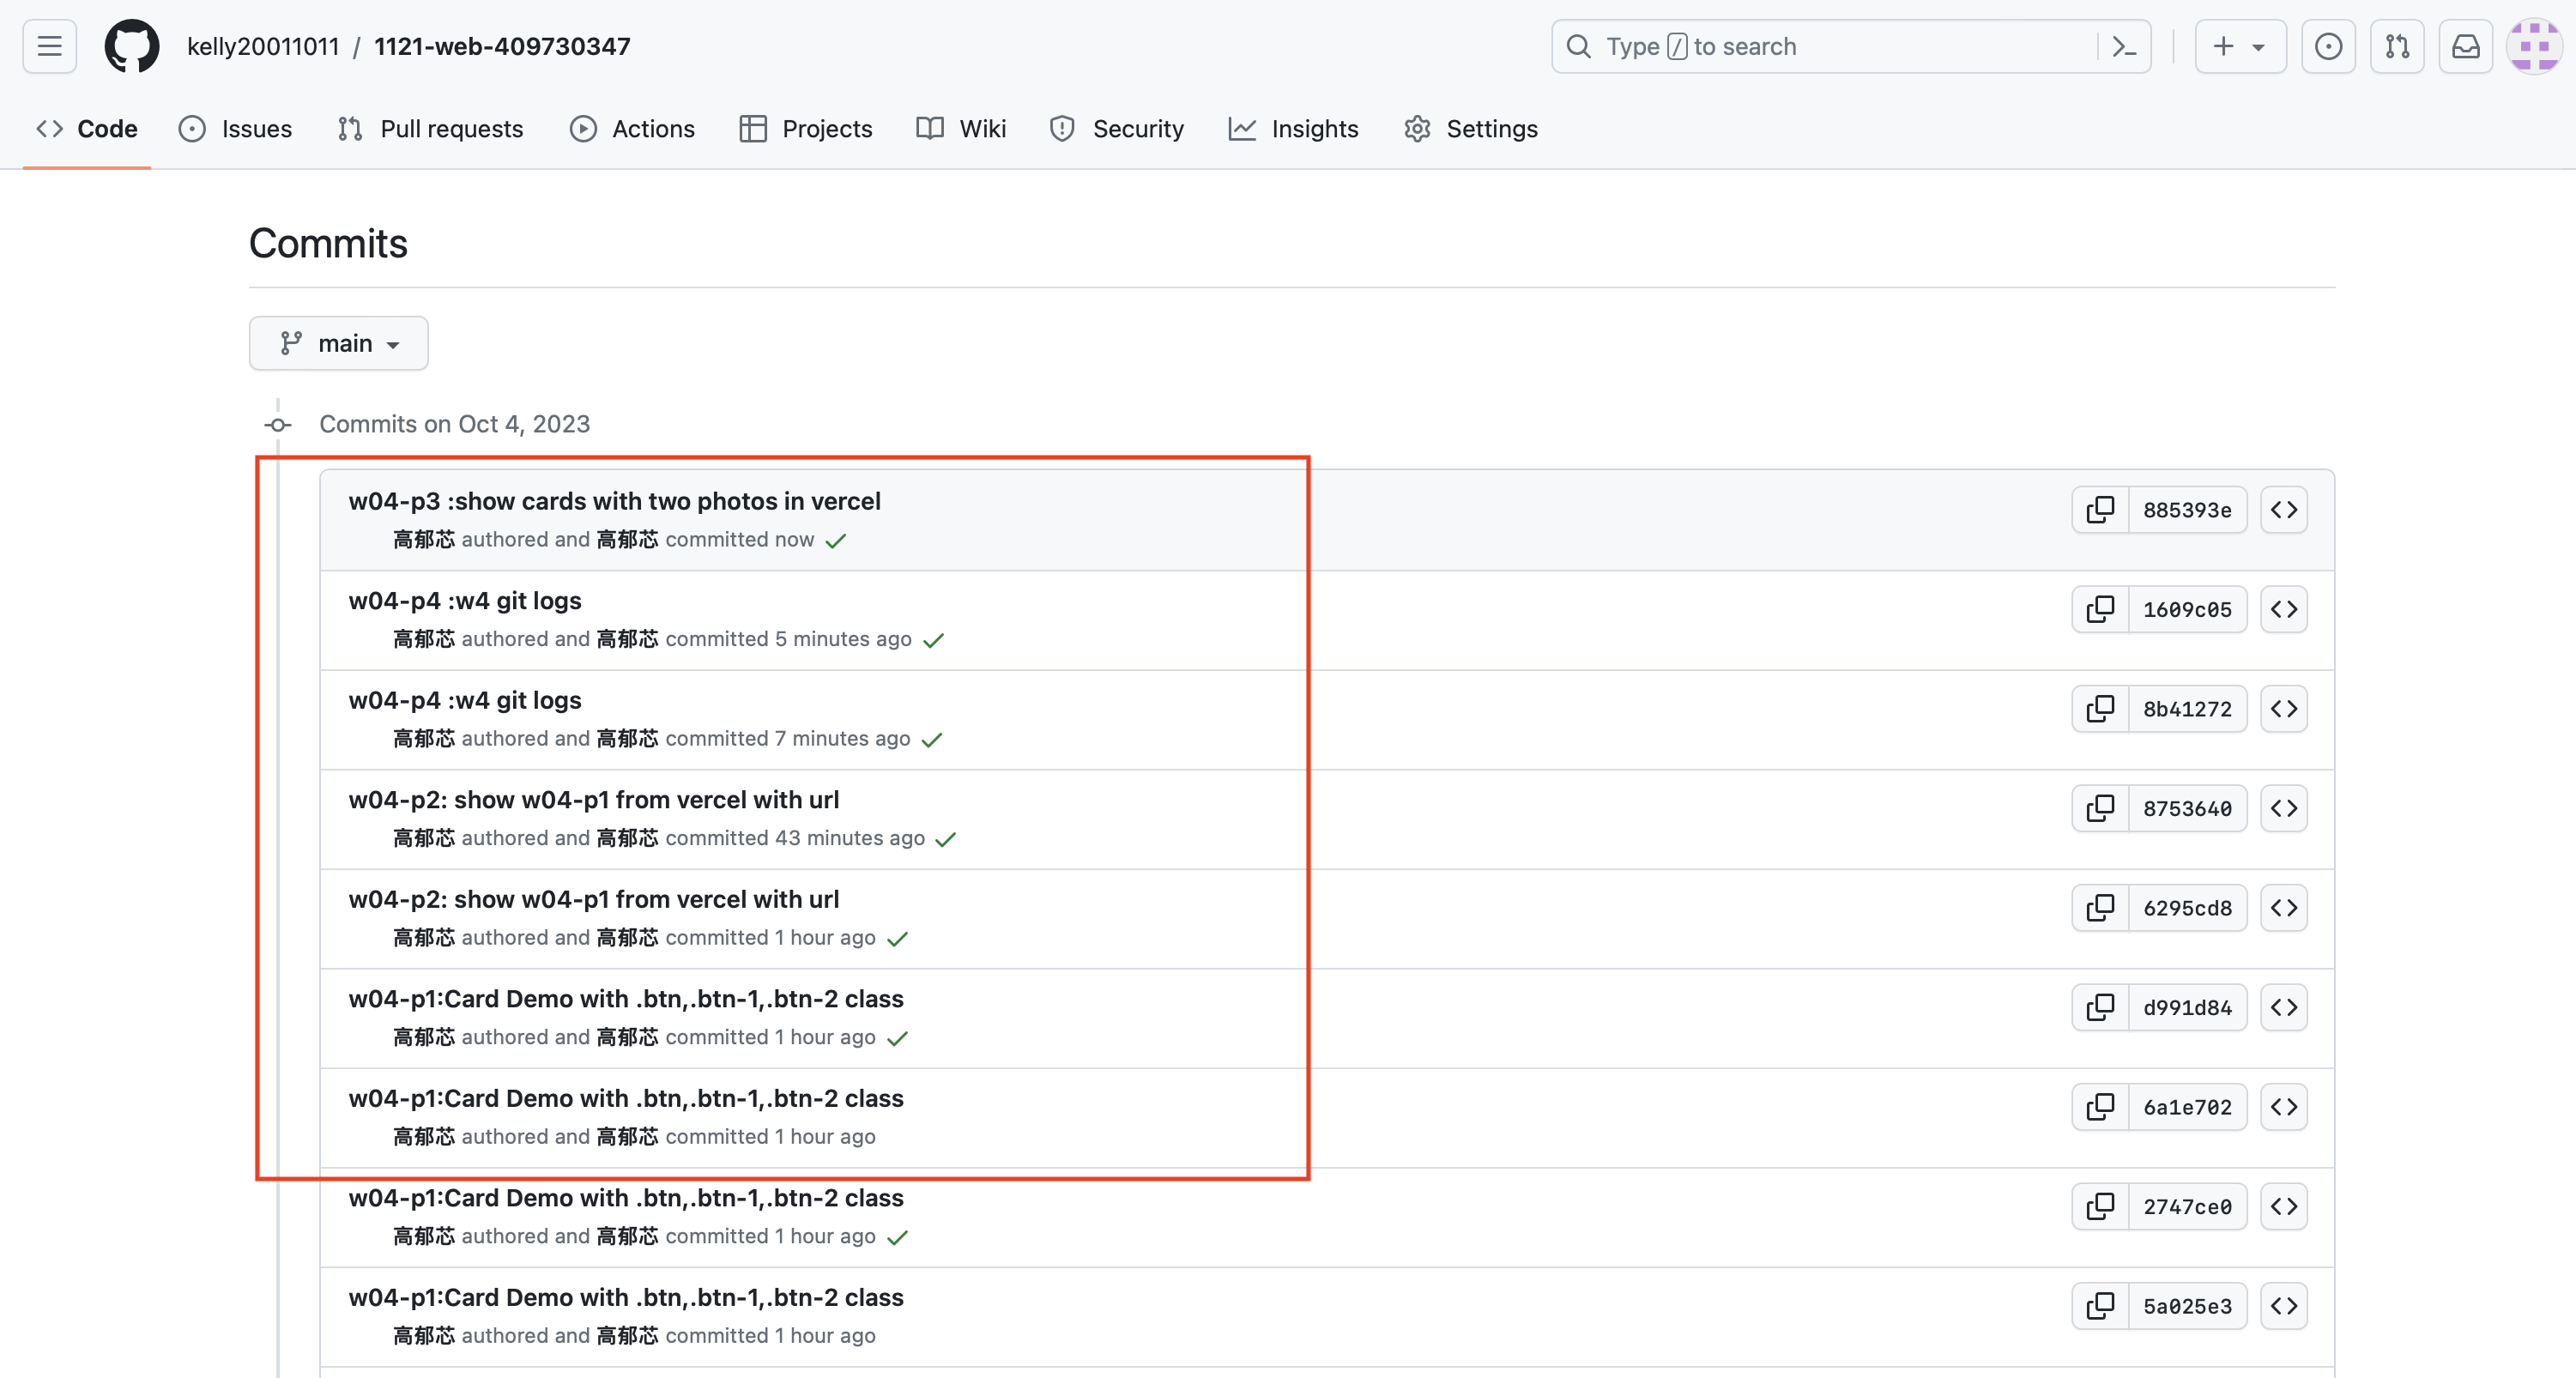 kelly20011011 / 1121-web-409730347
Type / to search
Code Issues Pull requests Actions Projects Wiki Security Insights Settings
Commits
main
Commits on Oct 4, 2023
w04-p3 :show cards with two photos in vercel
885393e
高郁芯 authored and 高郁芯 committed now
w04-p4 :w4 git logs
1609c05
高郁芯 authored and 高郁芯 committed 5 minutes ago
w04-p4 :w4 git logs
8b41272
高郁芯 authored and 高郁芯 committed 7 minutes ago
w04-p2: show w04-p1 from vercel with url
8753640
高郁芯 authored and 高郁芯 committed 43 minutes ago
w04-p2: show w04-p1 from vercel with url
6295cd8
高郁芯 authored and 高郁芯 committed 1 hour ago
w04-p1:Card Demo with .btn,.btn-1,.btn-2 class
d991d84
高郁芯 authored and 高郁芯 committed 1 hour ago
w04-p1:Card Demo with .btn,.btn-1,.btn-2 class
6a1e702
高郁芯 authored and 高郁芯 committed 1 hour ago
w04-p1:Card Demo with .btn,.btn-1,.btn-2 class
2747ce0
高郁芯 authored and 高郁芯 committed 1 hour ago
w04-p1:Card Demo with .btn,.btn-1,.btn-2 class
5a025e3
高郁芯 authored and 高郁芯 committed 1 hour ago